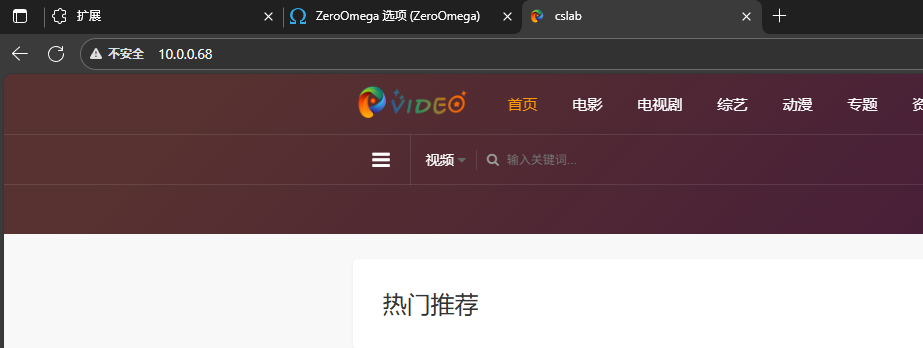 扩展 ZeroOmega 选项 (ZeroOmega) cslab
不安全 10.0.0.68
VIDEO 首页 电影 电视剧 综艺 动漫 专题
视频 输入关键词...
热门推荐